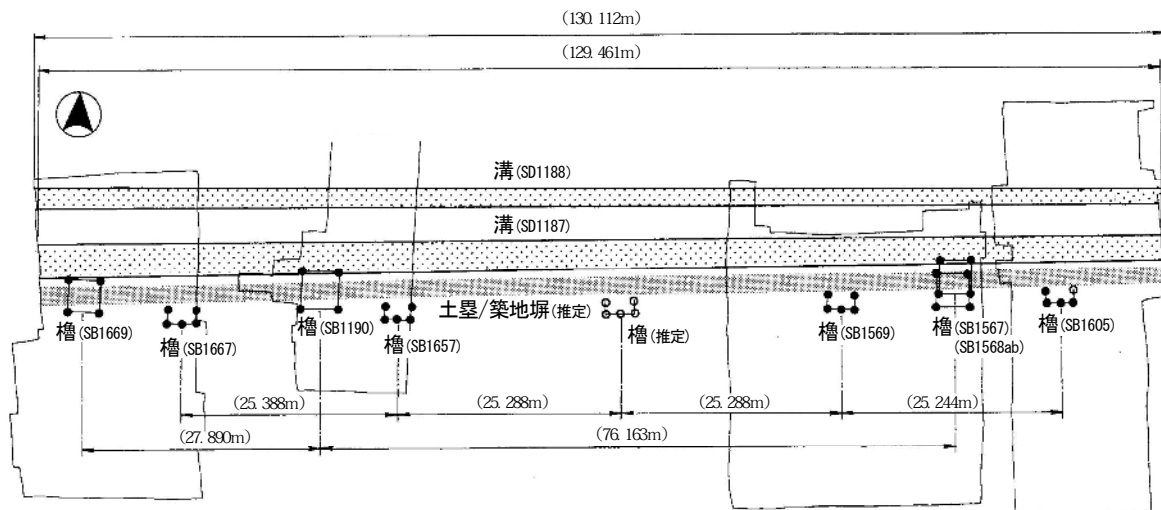 (130.112m)
(129.461m)
溝(SD1188)
溝(SD1187)
櫓(SB1669)
櫓(SB1667)
櫓(SB1190)
櫓(SB1657)
土塁/築地塀(推定)
櫓(推定)
櫓(SB1569)
櫓(SB1567)
(SB1568ab)
櫓(SB1605)
(25.388m)
(25.288m)
(25.288m)
(25.244m)
(27.890m)
(76.163m)